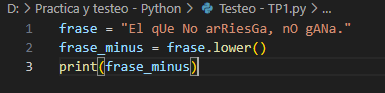 D: > Practica y testeo - Python > Testeo - TP1.py > ...
1 frase = "El qUe No arRiesGa, nO gANa."
2 frase_minus = frase.lower()
3 print(frase_minus)